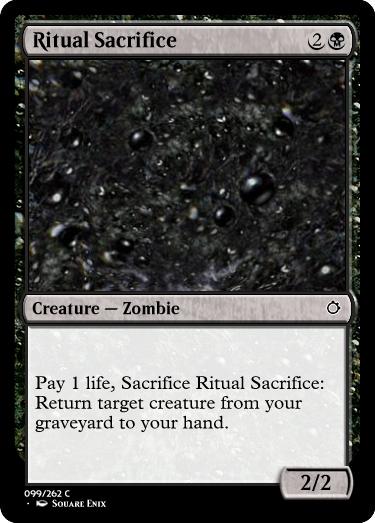 Ritual Sacrifice 2
Creature — Zombie
Pay 1 life, Sacrifice Ritual Sacrifice:
Return target creature from your
graveyard to your hand.
2/2
099/262 C
· Square Enix